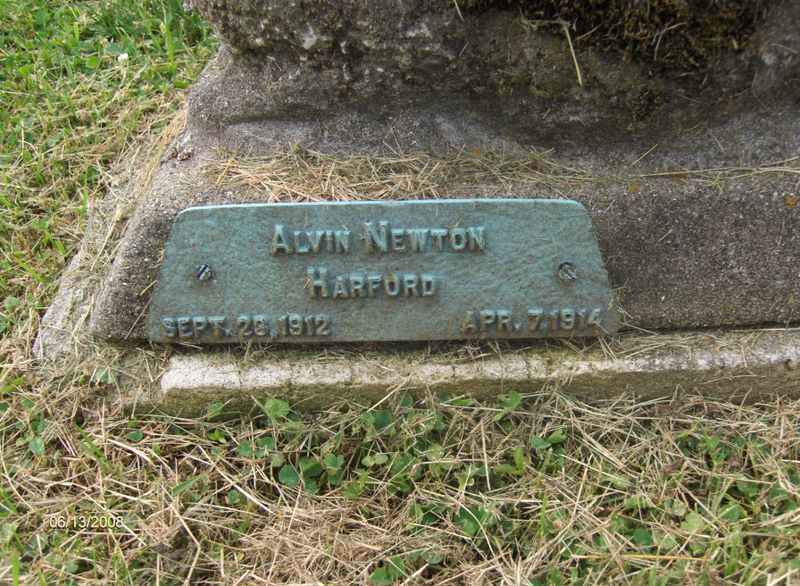 ALVIN NEWTON
HARFORD
SEPT. 26, 1912 APR. 7, 1914
06/13/2008